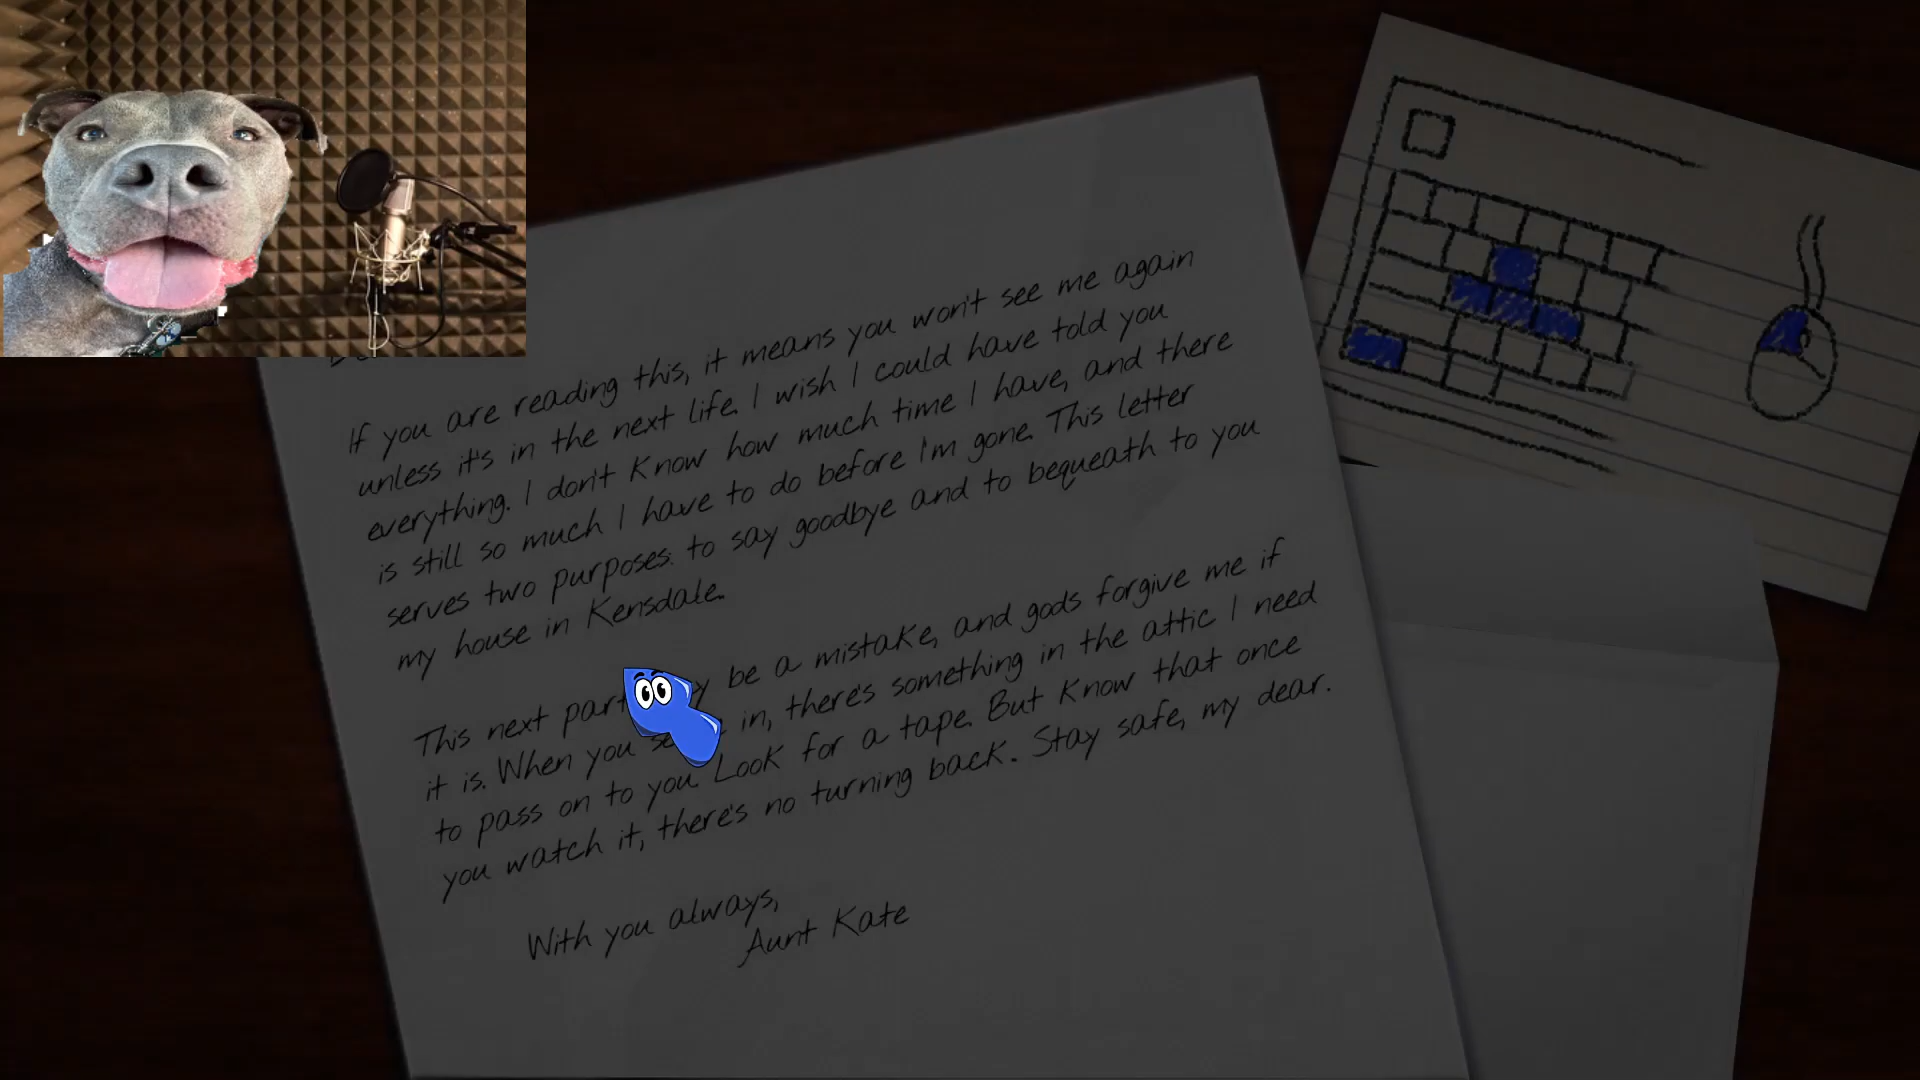 If you are reading this, it means you won't see me again
unless it's in the next life. I wish I could have told you
everything. I don't know how much time I have, and there
is still so much I have to do before I'm gone. This letter
serves two purposes: to say goodbye and to bequeath to you
my house in Kensdale.
This next part be a mistake, and gods forgive me if
it is. When you in, there's something in the attic I need
to pass on to you. Look for a tape. But know that once
you watch it, there's no turning back. Stay safe, my dear.
With you always,
Aunt Kate